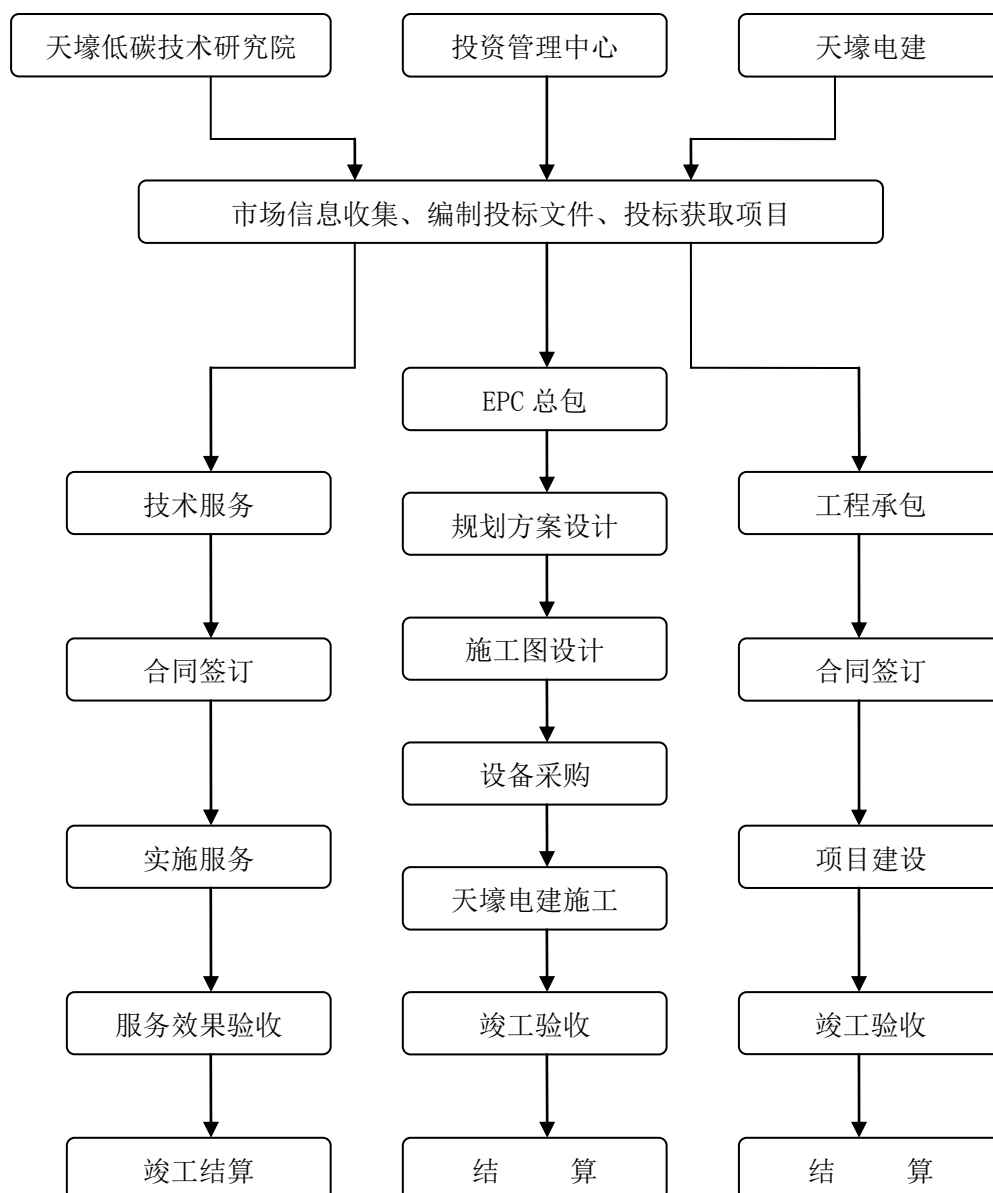 天壕低碳技术研究院
投资管理中心
天壕电建
市场信息收集、编制投标文件、投标获取项目
EPC 总包
技术服务
规划方案设计
工程承包
施工图设计
合同签订
合同签订
设备采购
实施服务
天壕电建施工
项目建设
服务效果验收
竣工验收
竣工验收
竣工结算
结 算
结 算